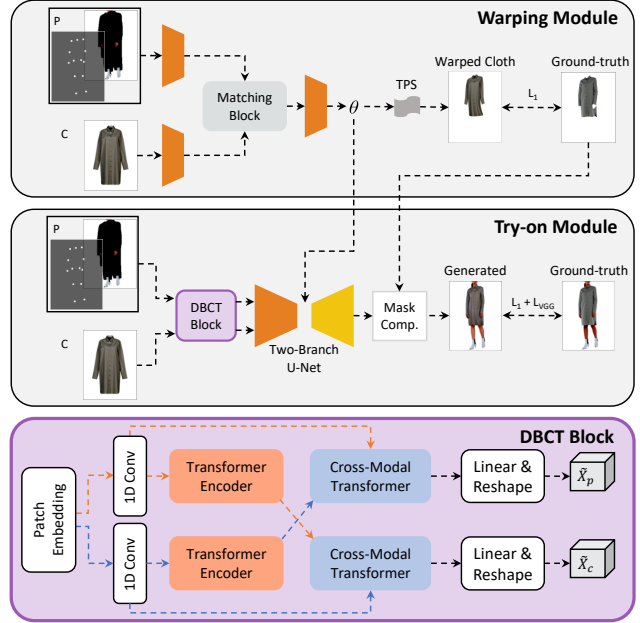 Warping Module
P
C
Matching
Block
θ
TPS
Warped Cloth
L1
Ground-truth
Try-on Module
P
C
DBCT
Block
Two-Branch
U-Net
Mask
Comp.
Generated
L1 + LVGG
Ground-truth
DBCT Block
Patch
Embedding
1D Conv
Transformer
Encoder
Cross-Modal
Transformer
Linear &
Reshape
X̃p
1D Conv
Transformer
Encoder
Cross-Modal
Transformer
Linear &
Reshape
X̃c